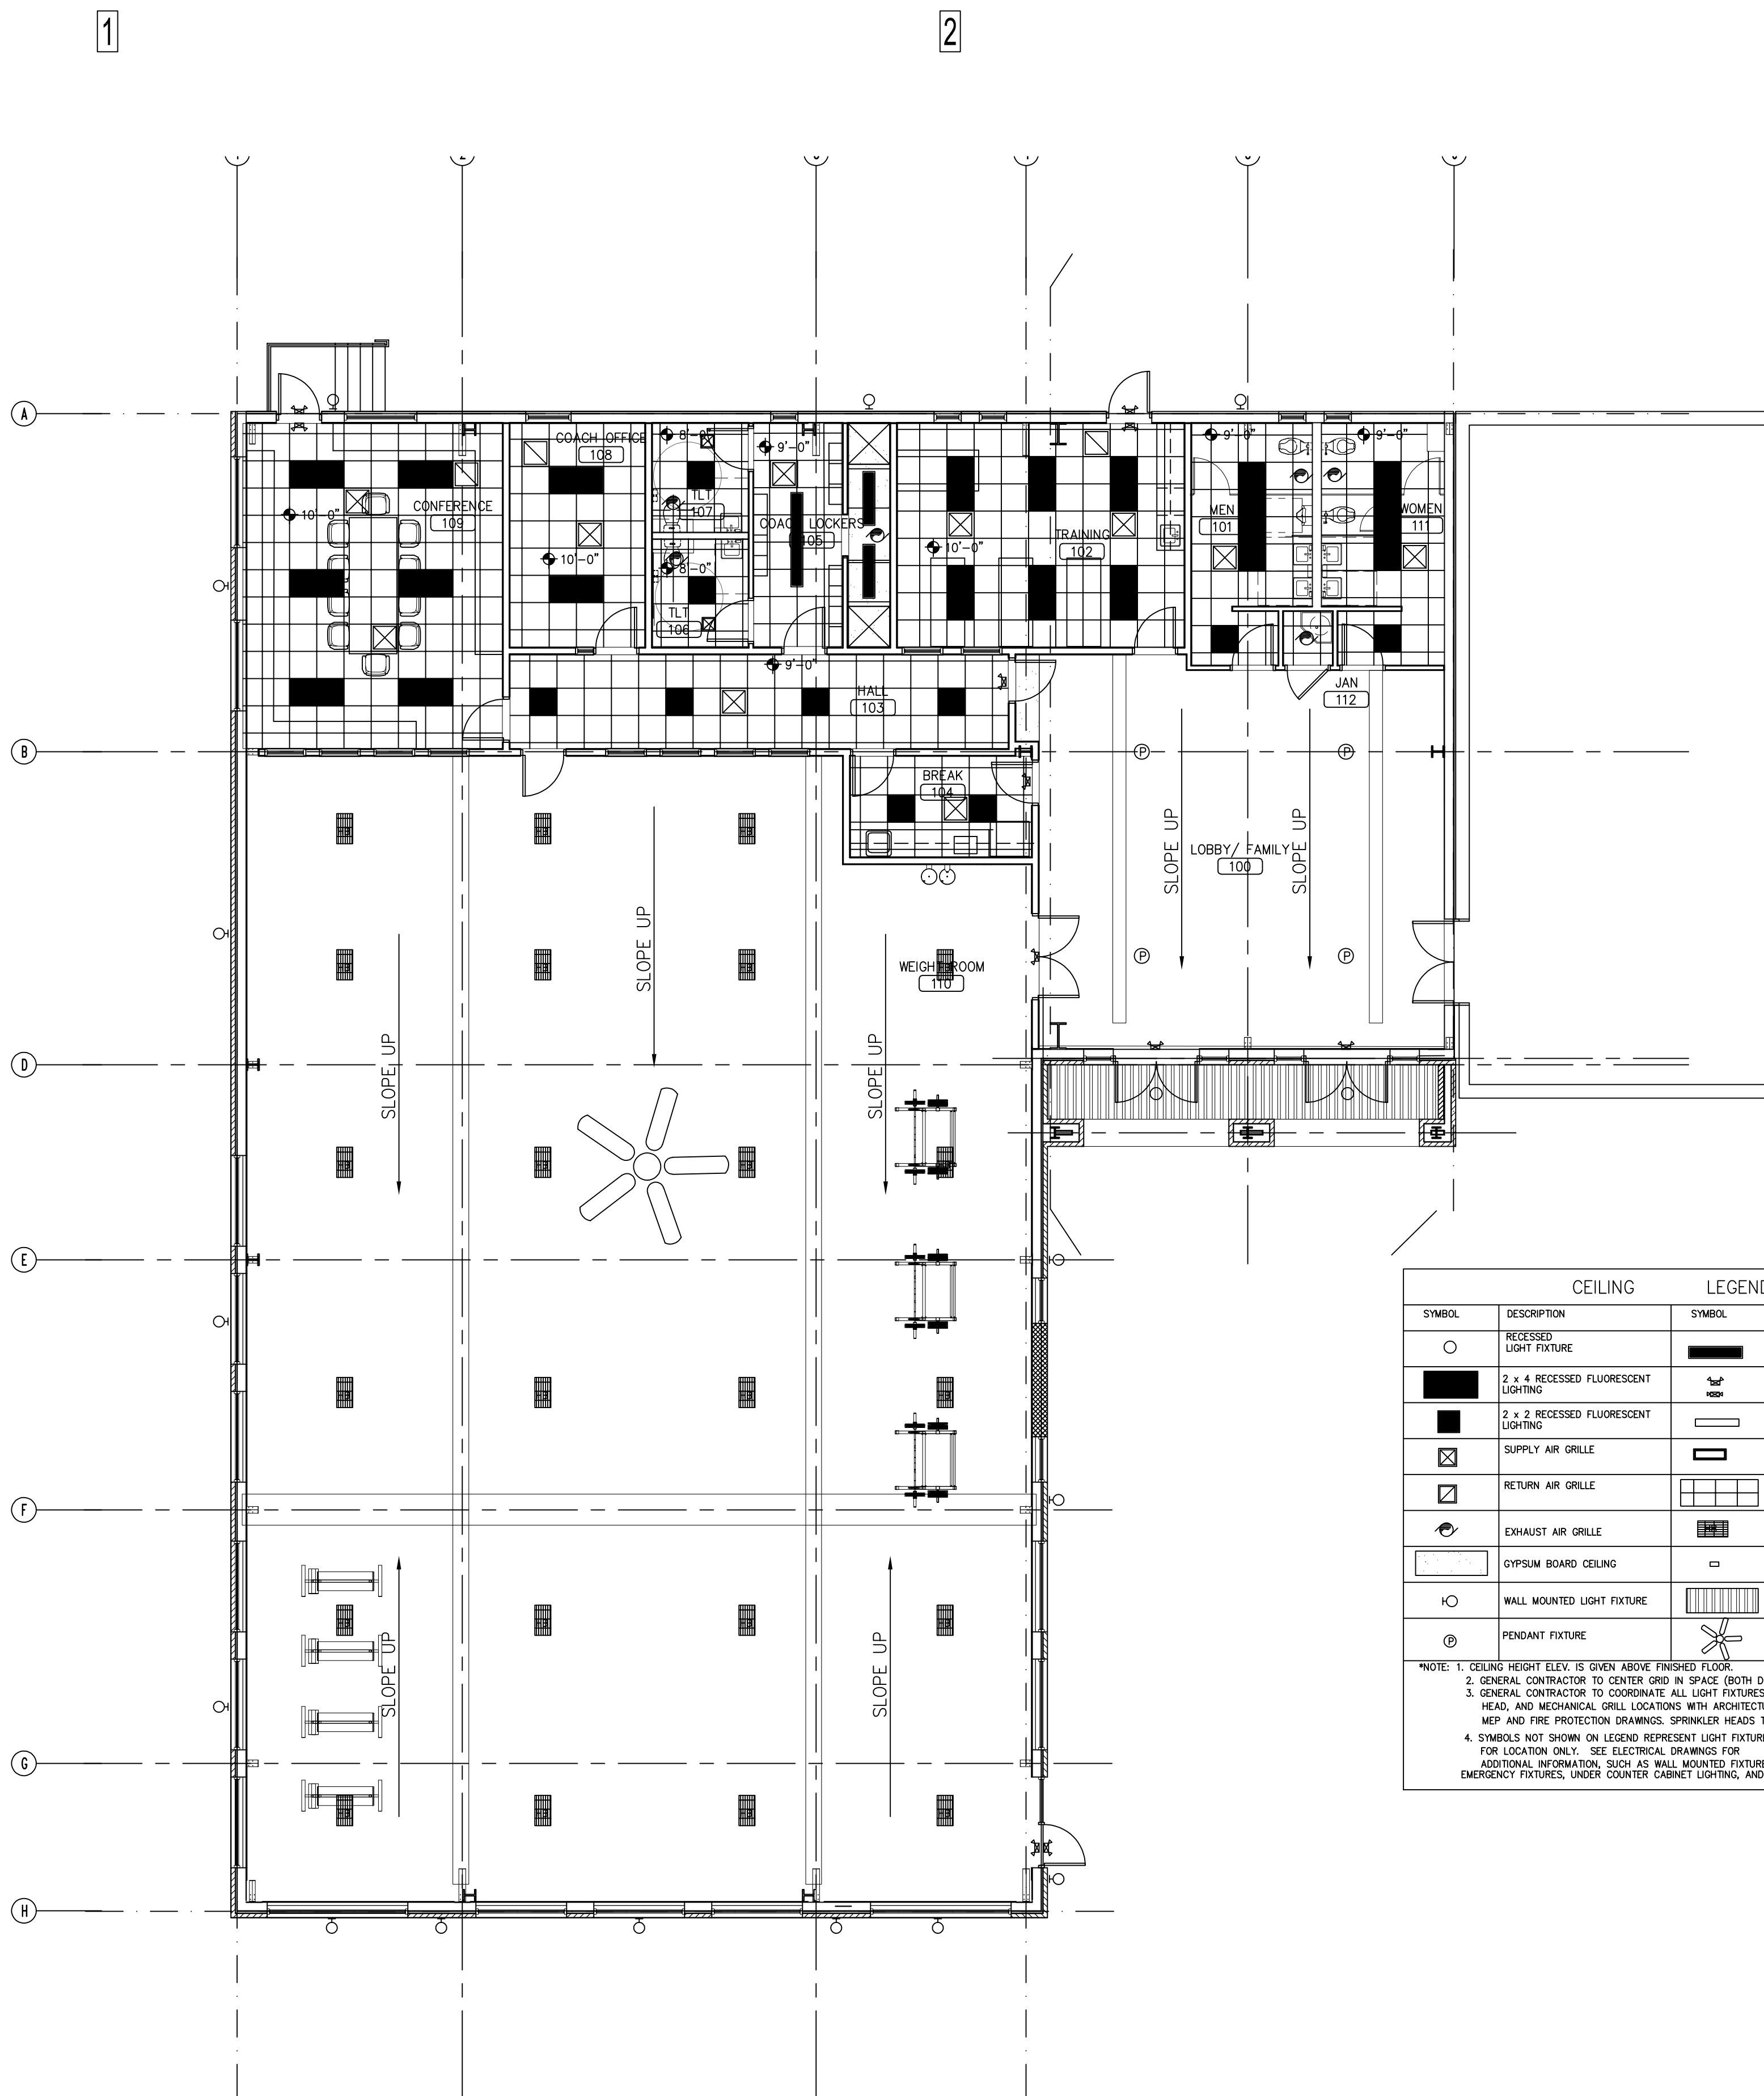 1
2
A
COACH OFFICE
108
8'-0"
9'-0"
9'-0"
9'-0"
CONFERENCE
109
10'-0"
TLT
107
COACH LOCKERS
105
MEN
101
WOMEN
111
TRAINING
102
10'-0"
10'-0"
8'-0"
TLT
106
9'-0"
HALL
103
JAN
112
B
P
P
BREAK
104
SLOPE UP
SLOPE UP
LOBBY/ FAMILY
100
SLOPE UP
P
P
WEIGHT ROOM
110
D
SLOPE UP
SLOPE UP
E
F
SLOPE UP
SLOPE UP
G
H
CEILING LEGEND
SYMBOL DESCRIPTION SYMBOL
RECESSED
LIGHT FIXTURE
2 x 4 RECESSED FLUORESCENT
LIGHTING
2 x 2 RECESSED FLUORESCENT
LIGHTING
SUPPLY AIR GRILLE
RETURN AIR GRILLE
EXHAUST AIR GRILLE
GYPSUM BOARD CEILING
WALL MOUNTED LIGHT FIXTURE
P PENDANT FIXTURE
*NOTE: 1. CEILING HEIGHT ELEV. IS GIVEN ABOVE FINISHED FLOOR.
2. GENERAL CONTRACTOR TO CENTER GRID IN SPACE (BOTH D
3. GENERAL CONTRACTOR TO COORDINATE ALL LIGHT FIXTURES
HEAD, AND MECHANICAL GRILL LOCATIONS WITH ARCHITECTU
MEP AND FIRE PROTECTION DRAWINGS. SPRINKLER HEADS T
4. SYMBOLS NOT SHOWN ON LEGEND REPRESENT LIGHT FIXTURE
FOR LOCATION ONLY. SEE ELECTRICAL DRAWINGS FOR
ADDITIONAL INFORMATION, SUCH AS WALL MOUNTED FIXTURE
EMERGENCY FIXTURES, UNDER COUNTER CABINET LIGHTING, AND